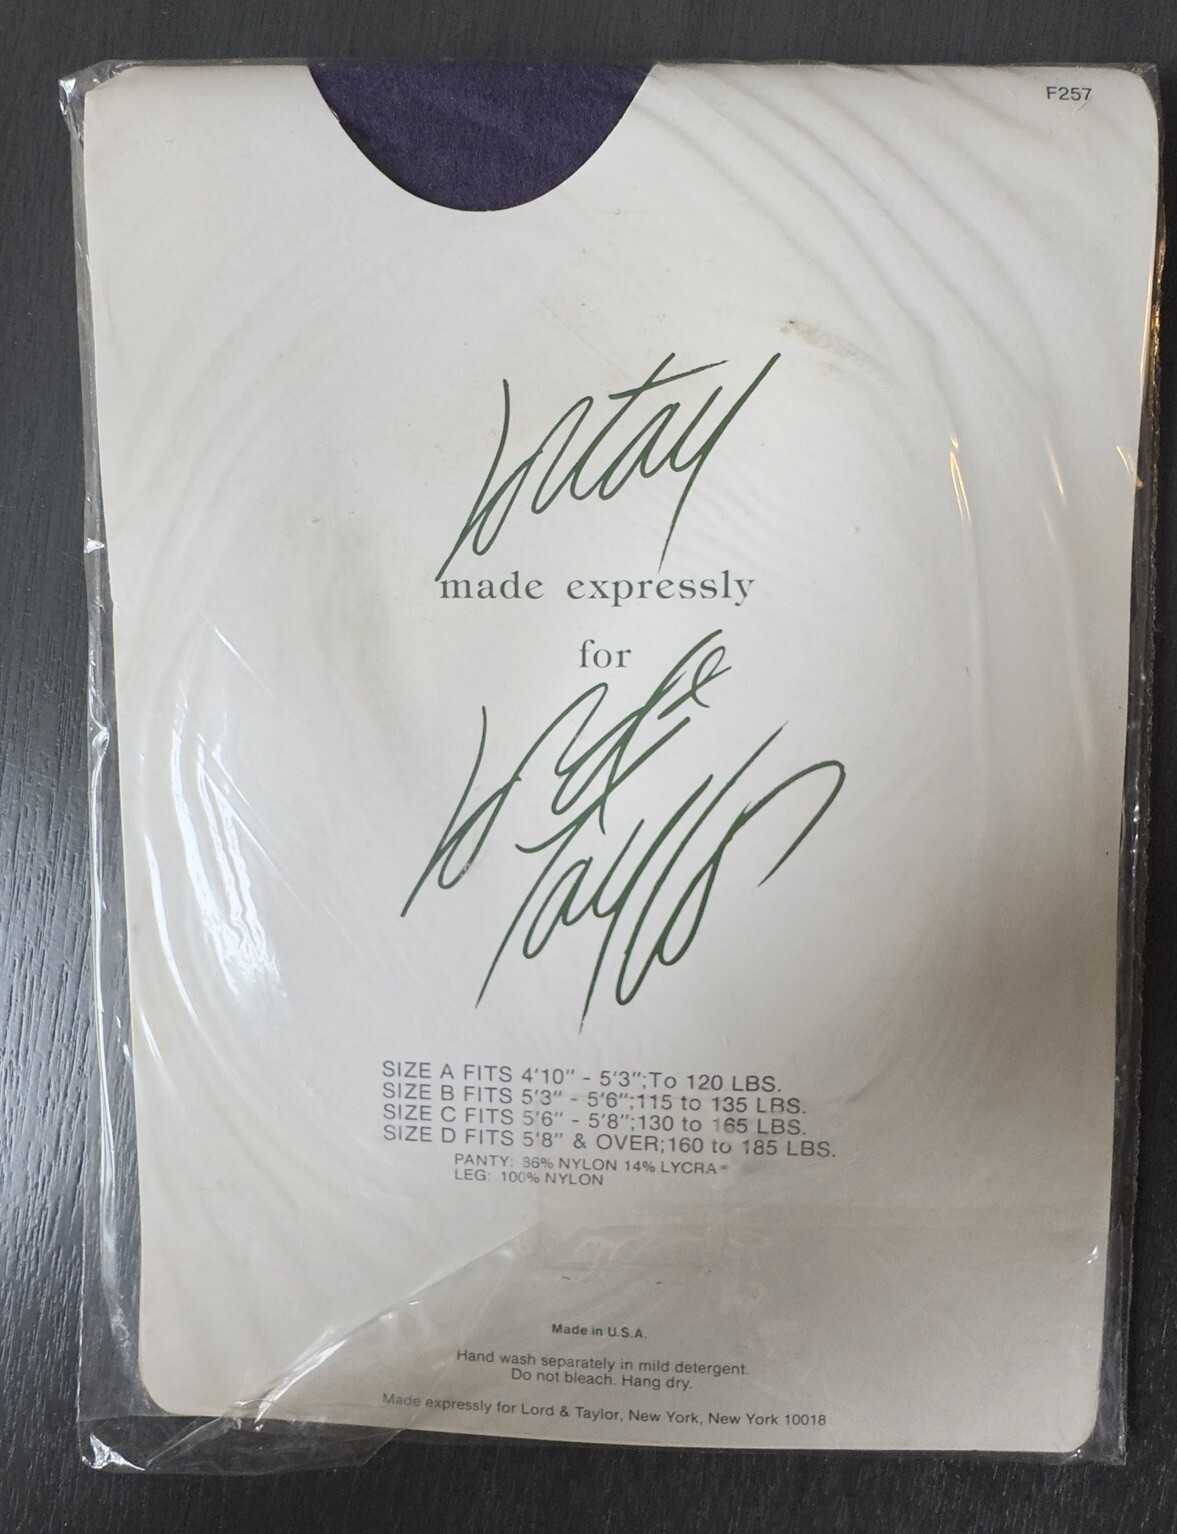 F257
lotay
made expressly
for
Lord &
Taylor
SIZE A FITS 4'10" - 5'3";To 120 LBS.
SIZE B FITS 5'3" - 5'6";115 to 135 LBS.
SIZE C FITS 5'6" - 5'8";130 to 165 LBS.
SIZE D FITS 5'8" & OVER;160 to 185 LBS.
PANTY: 86% NYLON 14% LYCRA®
LEG: 100% NYLON
Made in U.S.A.
Hand wash separately in mild detergent.
Do not bleach. Hang dry.
Made expressly for Lord & Taylor, New York, New York 10018